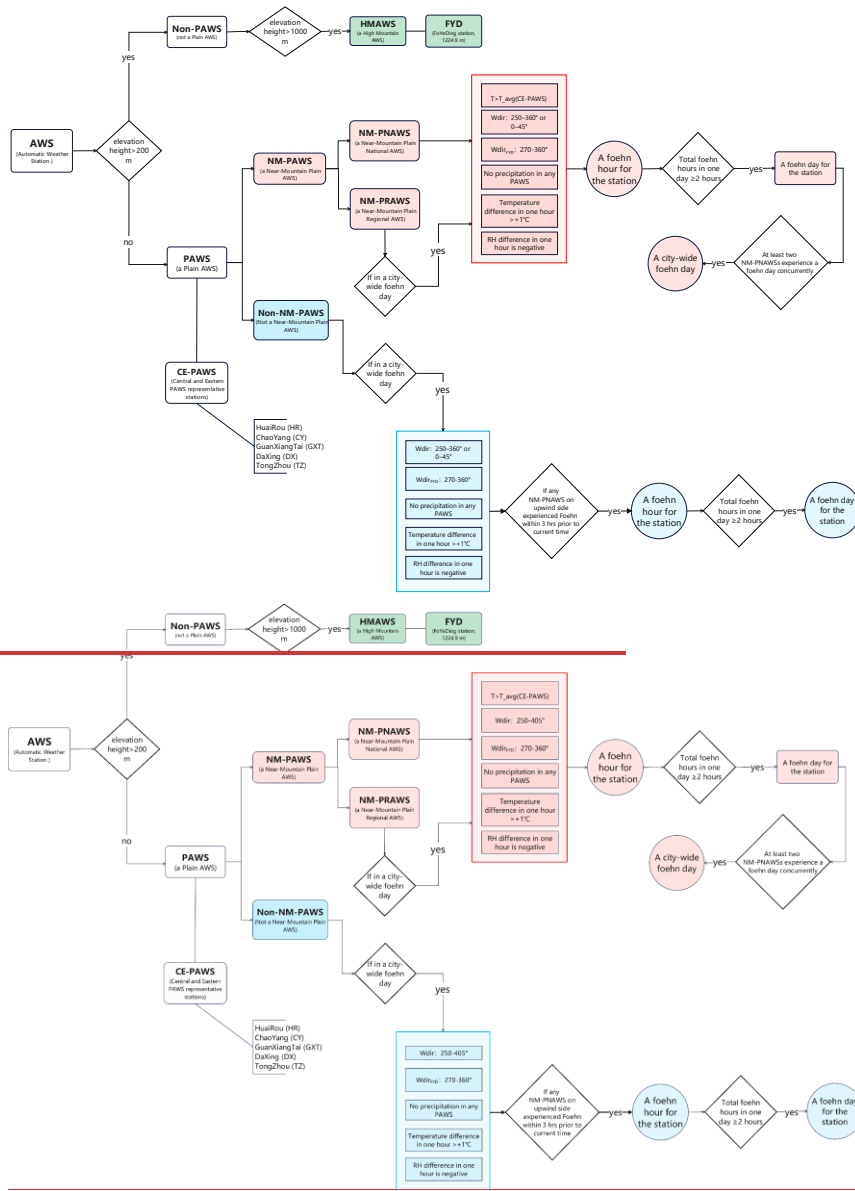 Non-PAWS
(not a Plain AWS)
elevation
height>1000
m
yes
HMAWS
(a High Mountain
AWS)
FYD
(FoYeDing station,
1224.9 m)
yes
AWS
(Automatic Weather
Station )
elevation
height>200
m
no
NM-PAWS
(a Near-Mountain Plain
AWS)
NM-PNAWS
(a Near-Mountain Plain
National AWS)
NM-PRAWS
(a Near-Mountain Plain
Regional AWS)
If in a city-
wide foehn
day
yes
T>T_avg(CE-PAWS)
Wdir: 250–360° or
0–45°
WdirFYD: 270-360°
No precipitation in any
PAWS
Temperature
difference in one hour
>+1℃
RH difference in one
hour is negative
A foehn
hour for
the station
Total foehn
hours in one
day ≥2 hours
yes
A foehn day for
the station
At least two
NM-PNAWSs experience a
foehn day concurrently
yes
A city-wide
foehn day
PAWS
(a Plain AWS)
Non-NM-PAWS
(Not a Near-Mountain Plain
AWS)
If in a city-
wide foehn
day
yes
CE-PAWS
(Central and Eastern
PAWS representative
stations)
HuaiRou (HR)
ChaoYang (CY)
GuanXiangTai (GXT)
DaXing (DX)
TongZhou (TZ)
Wdir: 250–360° or
0–45°
WdirFYD: 270-360°
No precipitation in any
PAWS
Temperature difference
in one hour >+1℃
RH difference in one
hour is negative
If any
NM-PNAWS on
upwind side
experienced Foehn
within 3 hrs prior to
current time
yes
A foehn
hour for
the station
Total foehn
hours in one
day ≥2 hours
yes
A foehn day
for the
station
Non-PAWS
(not a Plain AWS)
elevation
height>1000
m
yes
HMAWS
(a High Mountain
AWS)
FYD
(FoYeDing station,
1224.9 m)
yes
AWS
(Automatic Weather
Station )
elevation
height>200
m
no
NM-PAWS
(a Near-Mountain Plain
AWS)
NM-PNAWS
(a Near-Mountain Plain
National AWS)
NM-PRAWS
(a Near-Mountain Plain
Regional AWS)
If in a city-
wide foehn
day
yes
T>T_avg(CE-PAWS)
Wdir: 250-405°
WdirFYD: 270-360°
No precipitation in any
PAWS
Temperature
difference in one hour
>+1℃
RH difference in one
hour is negative
A foehn
hour for
the station
Total foehn
hours in one
day ≥2 hours
yes
A foehn day for
the station
At least two
NM-PNAWSs experience a
foehn day concurrently
yes
A city-wide
foehn day
PAWS
(a Plain AWS)
Non-NM-PAWS
(Not a Near-Mountain Plain
AWS)
If in a city-
wide foehn
day
yes
CE-PAWS
(Central and Eastern
PAWS representative
stations)
HuaiRou (HR)
ChaoYang (CY)
GuanXiangTai (GXT)
DaXing (DX)
TongZhou (TZ)
Wdir: 250-405°
WdirFYD: 270-360°
No precipitation in any
PAWS
Temperature difference
in one hour >+1℃
RH difference in one
hour is negative
If any
NM-PNAWS on
upwind side
experienced Foehn
within 3 hrs prior to
current time
yes
A foehn
hour for
the station
Total foehn
hours in one
day ≥2 hours
yes
A foehn day
for the
station